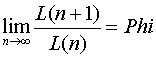 lim n→∞ L(n+1)/L(n) = Phi